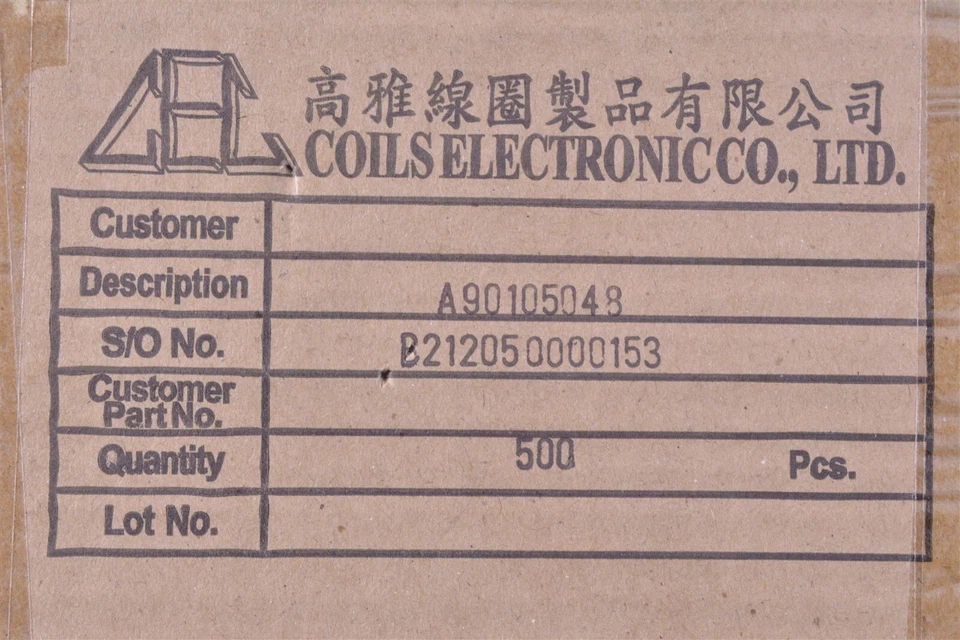 高雅線圈製品有限公司
COILS ELECTRONIC CO., LTD.
Customer
Description A90105048
S/O No. B212050000153
Customer
Part No.
Quantity 500 Pcs.
Lot No.